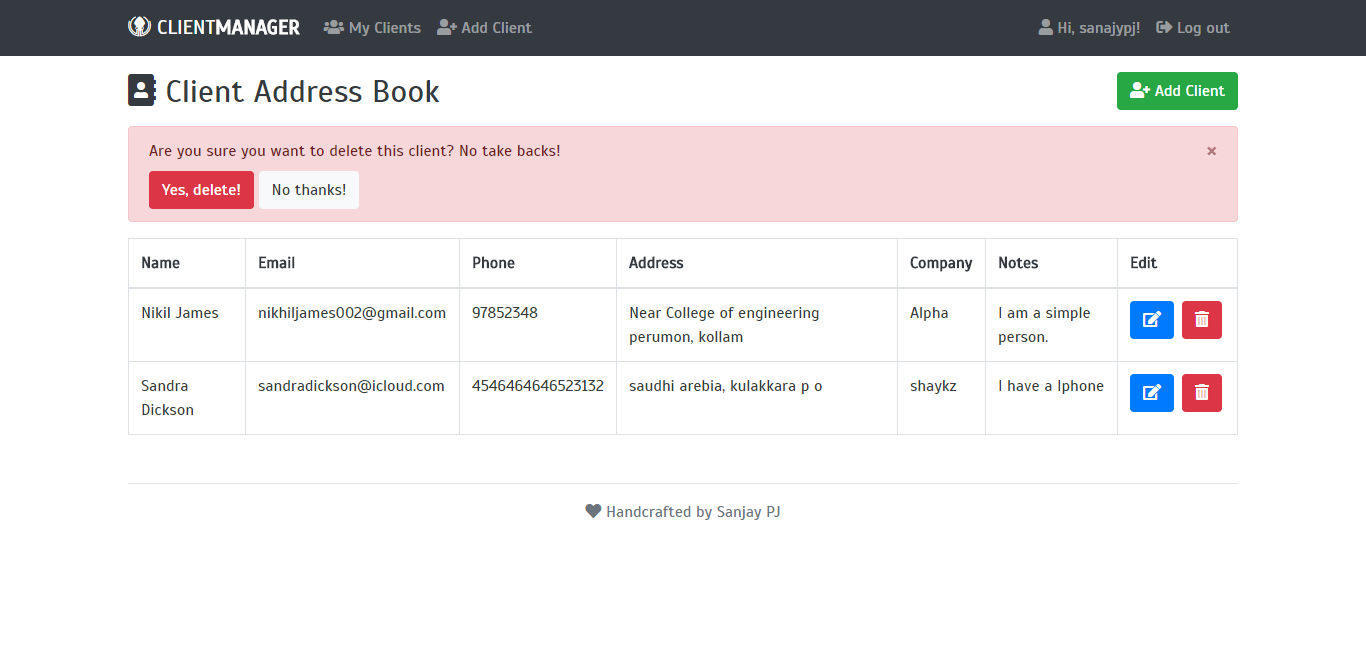 CLIENTMANAGER My Clients Add Client Hi, sanajypj! Log out
Client Address Book Add Client
Are you sure you want to delete this client? No take backs! ×
Yes, delete! No thanks!
Name Email Phone Address Company Notes Edit
Nikil James nikhiljames002@gmail.com 97852348 Near College of engineering Alpha I am a simple
perumon, kollam person.
Sandra sandradickson@icloud.com 4546464646523132 saudhi arebia, kulakkara p o shaykz I have a Iphone
Dickson
Handcrafted by Sanjay PJ